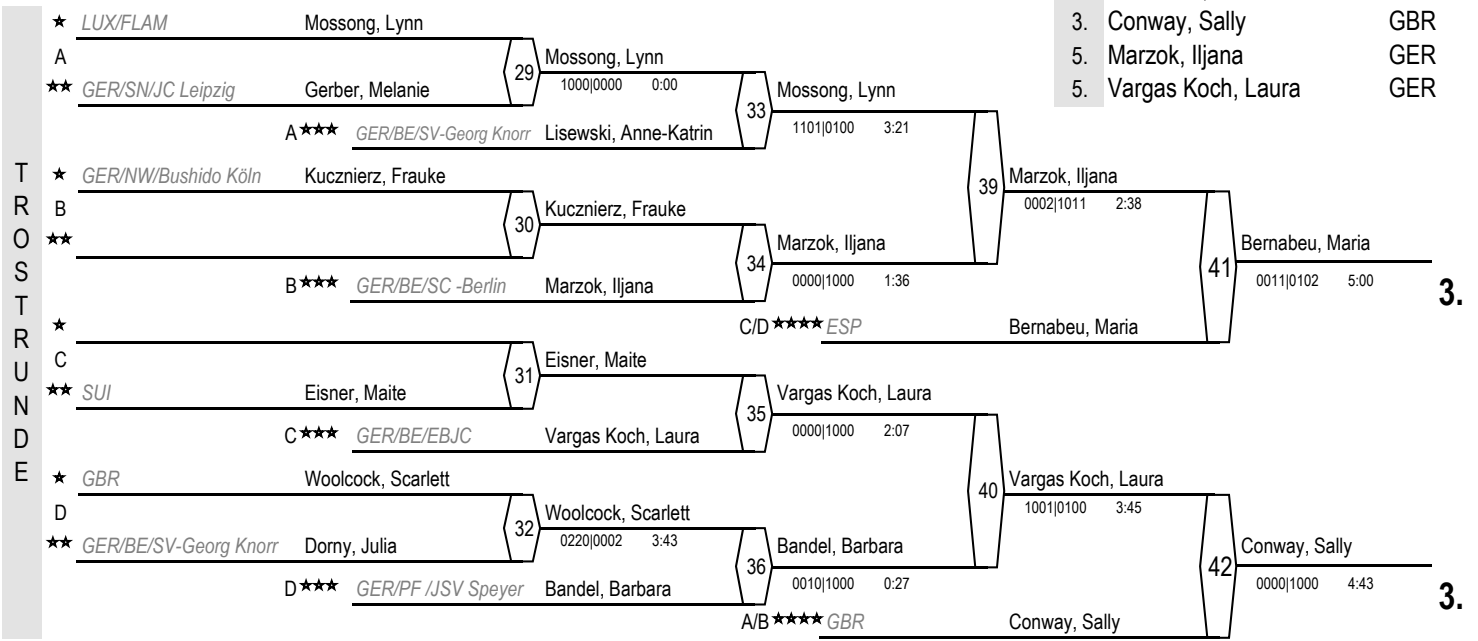 TROSTRUNDE
★ LUX/FLAM Mossong, Lynn
A
★★ GER/SN/JC Leipzig Gerber, Melanie
29
Mossong, Lynn
1000|0000 0:00
A★★★ GER/BE/SV-Georg Knorr Lisewski, Anne-Katrin
33
Mossong, Lynn
1101|0100 3:21
★ GER/NW/Bushido Köln Kucznierz, Frauke
B
★★
30
Kucznierz, Frauke
B★★★ GER/BE/SC -Berlin Marzok, Iljana
34
Marzok, Iljana
0000|1000 1:36
39
Marzok, Iljana
0002|1011 2:38
C/D★★★★ ESP Bernabeu, Maria
41
Bernabeu, Maria
0011|0102 5:00
3.
★
C
★★ SUI Eisner, Maite
31
Eisner, Maite
C★★★ GER/BE/EBJC Vargas Koch, Laura
35
Vargas Koch, Laura
0000|1000 2:07
★ GBR Woolcock, Scarlett
D
★★ GER/BE/SV-Georg Knorr Dorny, Julia
32
Woolcock, Scarlett
0220|0002 3:43
D★★★ GER/PF /JSV Speyer Bandel, Barbara
36
Bandel, Barbara
0010|1000 0:27
40
Vargas Koch, Laura
1001|0100 3:45
A/B★★★★ GBR Conway, Sally
42
Conway, Sally
0000|1000 4:43
3.
3. Conway, Sally GBR
5. Marzok, Iljana GER
5. Vargas Koch, Laura GER